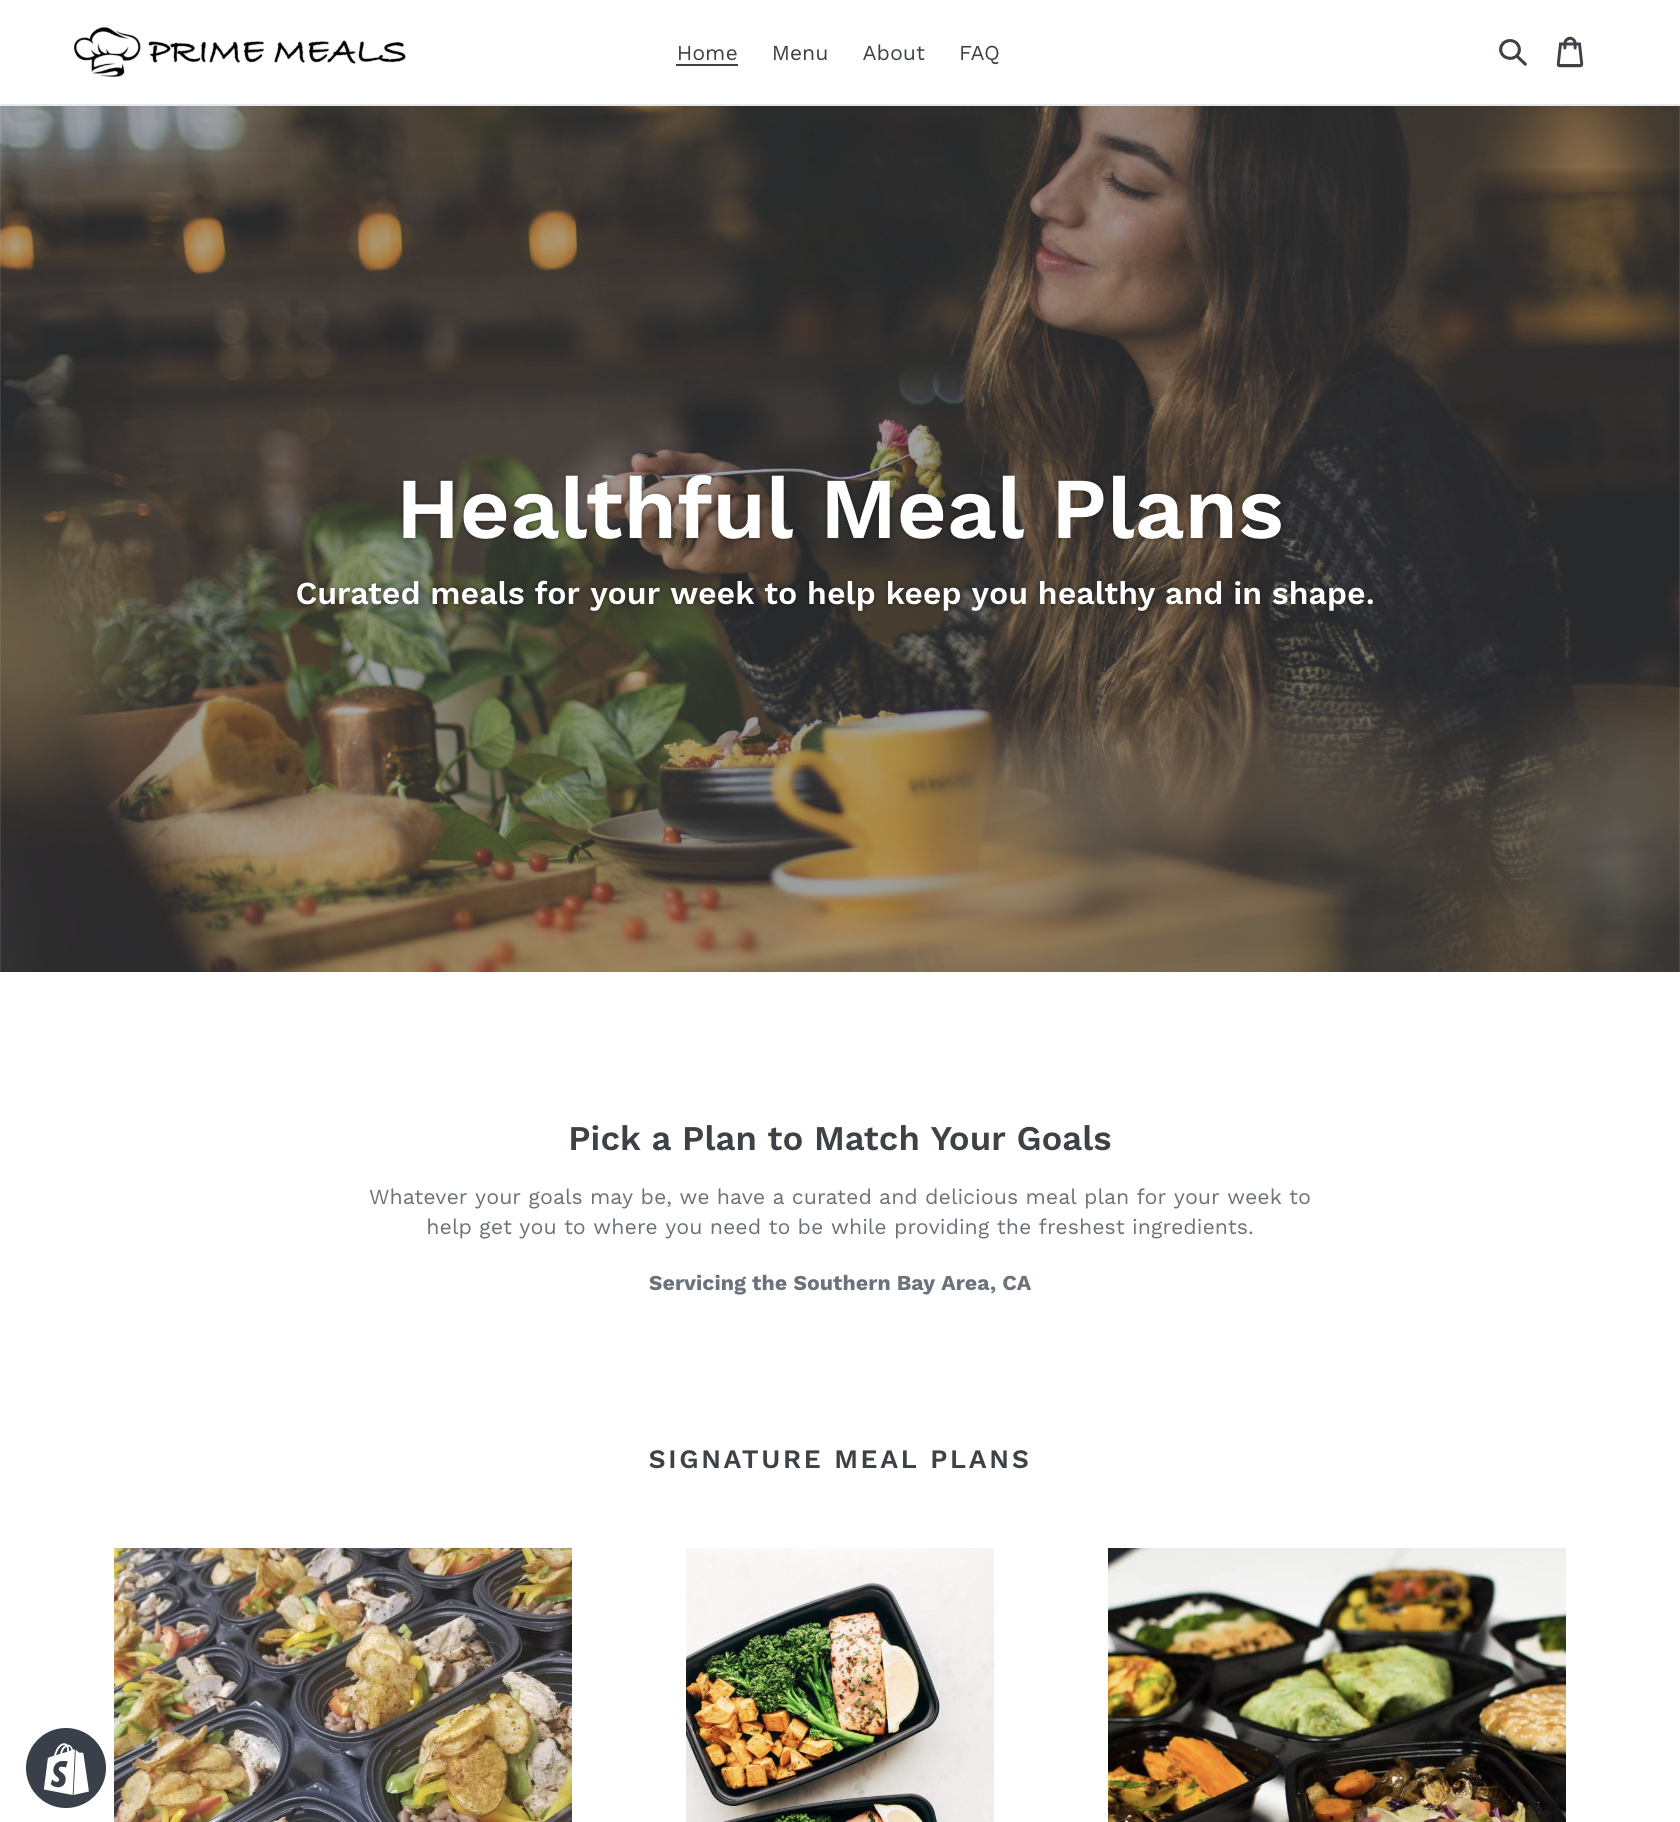 PRIME MEALS
Home Menu About FAQ
Healthful Meal Plans
Curated meals for your week to help keep you healthy and in shape.
Pick a Plan to Match Your Goals
Whatever your goals may be, we have a curated and delicious meal plan for your week to
help get you to where you need to be while providing the freshest ingredients.
Servicing the Southern Bay Area, CA
SIGNATURE MEAL PLANS
S